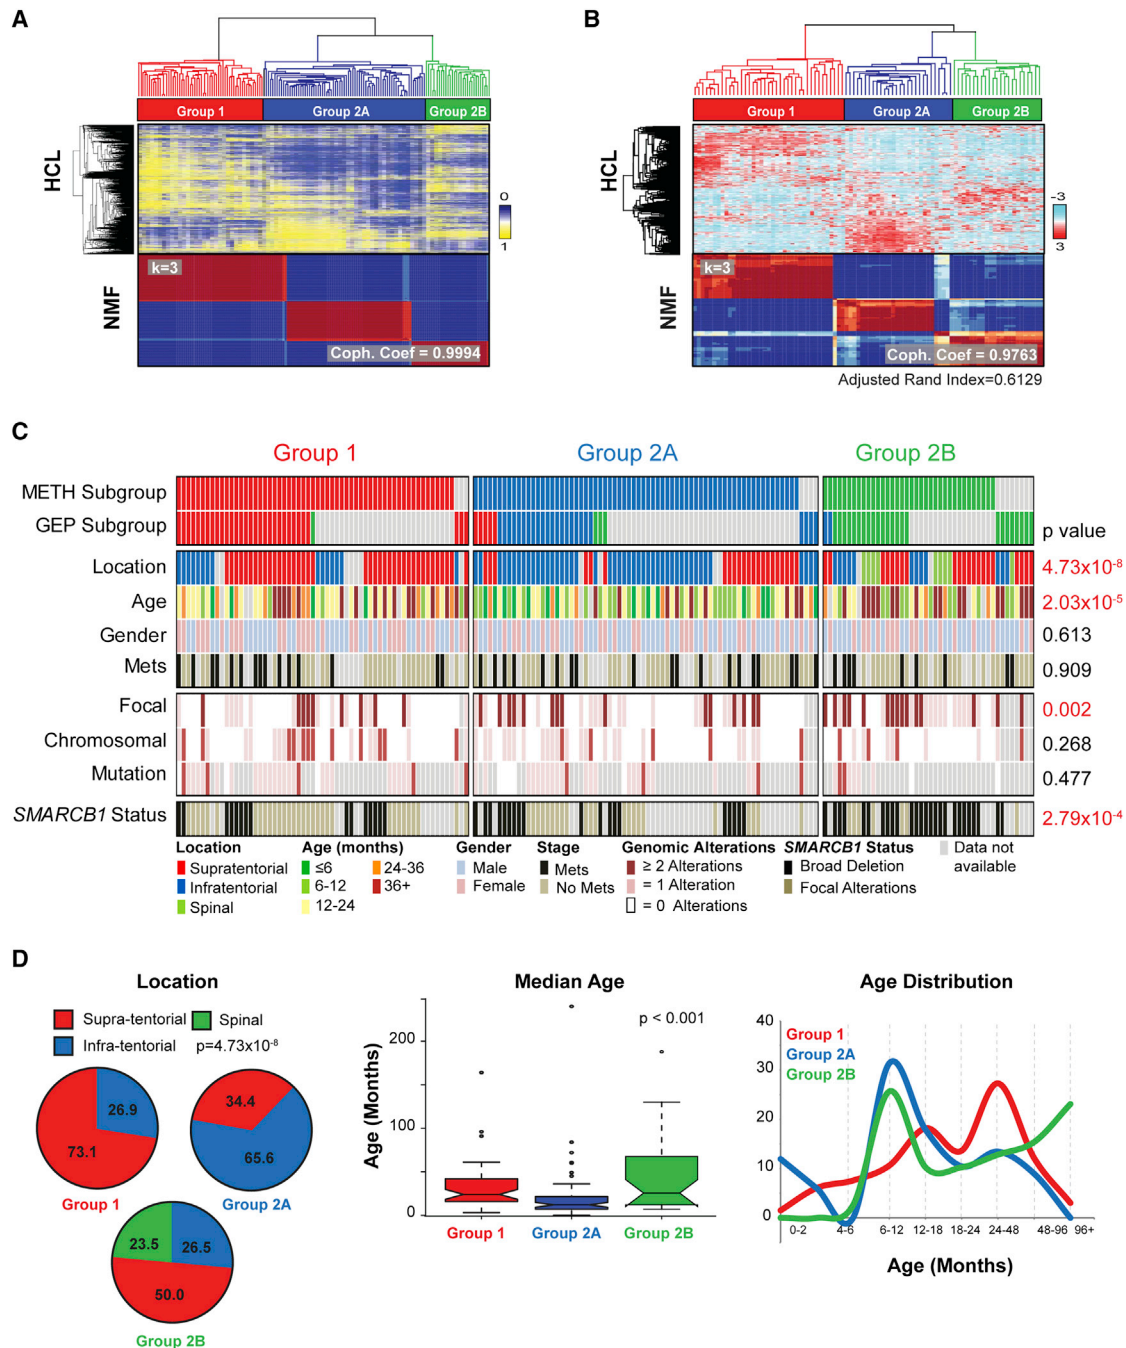 A
B
Group 1
Group 2A
Group 2B
Group 1
Group 2A
Group 2B
HCL
0
1
HCL
-3
3
k=3
NMF
Coph. Coef = 0.9994
k=3
NMF
Coph. Coef = 0.9763
Adjusted Rand Index=0.6129
C
Group 1
Group 2A
Group 2B
METH Subgroup
GEP Subgroup
p value
Location
4.73x10-8
Age
2.03x10-5
Gender
0.613
Mets
0.909
Focal
0.002
Chromosomal
0.268
Mutation
0.477
SMARCB1 Status
2.79x10-4
Location
Supratentorial
Infratentorial
Spinal
Age (months)
≤6
6-12
12-24
24-36
36+
Gender
Male
Female
Stage
Mets
No Mets
Genomic Alterations
≥ 2 Alterations
= 1 Alteration
= 0 Alterations
SMARCB1 Status
Broad Deletion
Focal Alterations
Data not
available
D
Location
Supra-tentorial
Spinal
Infra-tentorial
p=4.73x10-8
26.9
73.1
Group 1
34.4
65.6
Group 2A
23.5
26.5
50.0
Group 2B
Median Age
p < 0.001
Age (Months)
200
100
0
Group 1
Group 2A
Group 2B
Age Distribution
Group 1
Group 2A
Group 2B
40
30
20
10
0
0-2
4-6
6-12
12-18
18-24
24-48
48-96
96+
Age (Months)